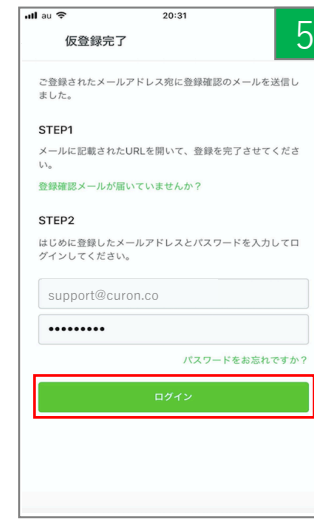 au 20:31
仮登録完了
5
ご登録されたメールアドレス宛に登録確認のメールを送信し
ました。
STEP1
メールに記載されたURLを開いて、登録を完了させてくださ
い。
登録確認メールが届いていませんか？
STEP2
はじめに登録したメールアドレスとパスワードを入力してロ
グインしてください。
support@curon.co
•••••••••
パスワードをお忘れですか？
ログイン